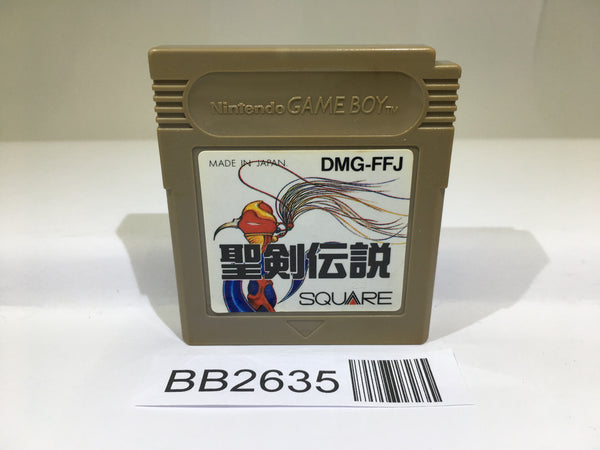 Nintendo GAME BOY TM
MADE IN JAPAN DMG-FFJ
聖剣伝説
SQUARE
BB2635